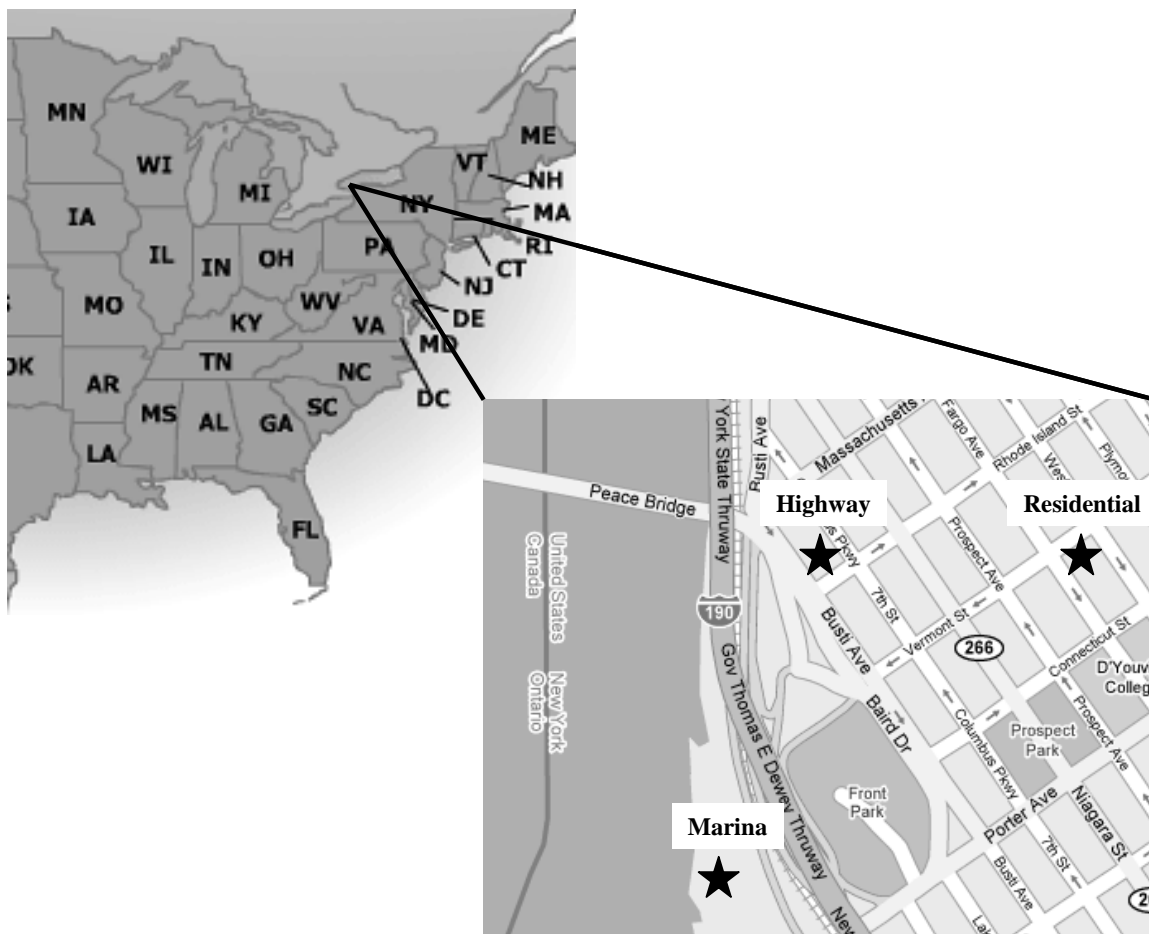 MN
WI
MI
IA
IL
IN
OH
MO
KY
WV
VA
PA
NY
VT
ME
NH
MA
RI
CT
NJ
DE
MD
DC
TN
NC
AR
MS
AL
GA
SC
LA
FL
Peace Bridge
York State Thruway
Busti Ave
Massachusetts
Fargo Ave
Rhode Island St
Highway
Residential
Pkwy
7th St
Prospect Ave
United States
Canada
190
Busti Ave
Vermont St
266
Connecticut St
New York
Ontario
Gov Thomas E Dewey Thruway
Baird Dr
Columbus Pkwy
Prospect
Park
Prospect Ave
Front
Park
Porter Ave
Niagara St
Marina
7th St
Busti Ave